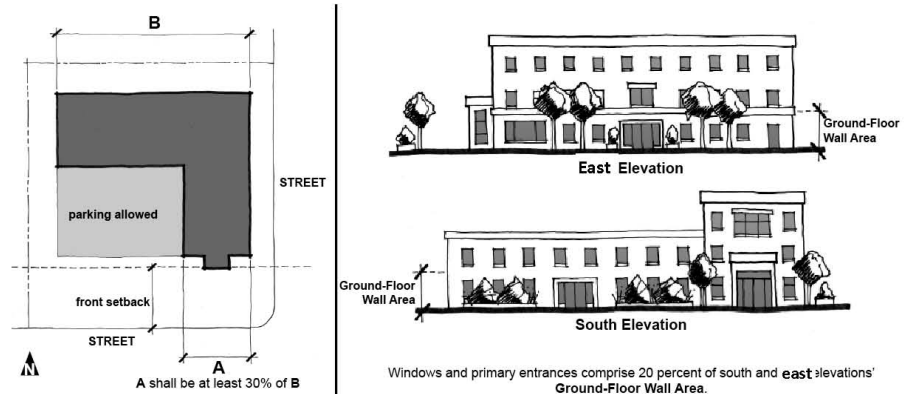 B
STREET
parking allowed
front setback
STREET
N
A
A shall be at least 30% of B
Ground-Floor
Wall Area
East Elevation
Ground-Floor
Wall Area
South Elevation
Windows and primary entrances comprise 20 percent of south and east elevations'
Ground-Floor Wall Area.